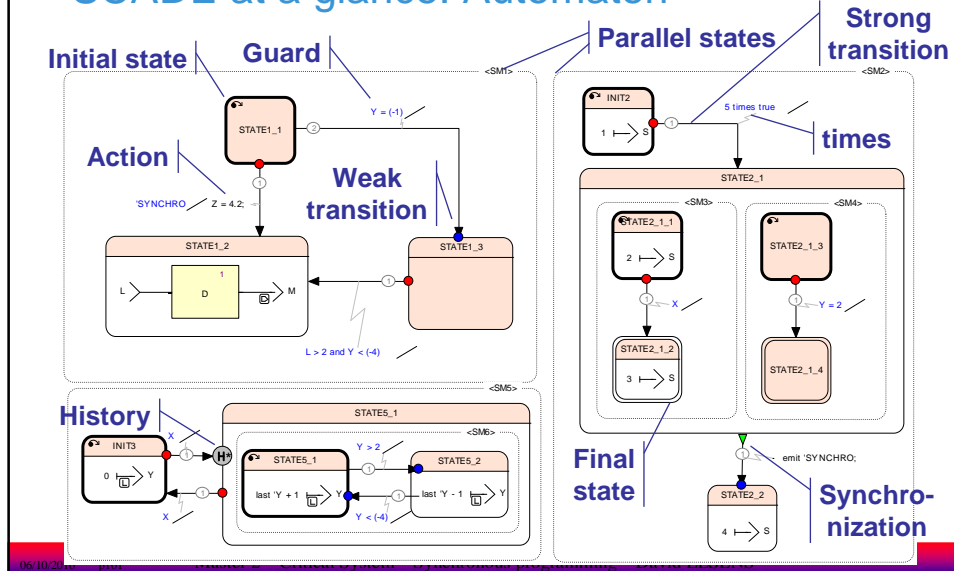 SCADE at a glance: Automaton
Initial state
Guard
Parallel states
Strong
transition
<SM1>
<SM2>
Y = (-1)
STATE1_1
2
INIT2
1
S
1
5 times true
times
Action
1
'SYNCHRO
Z = 4.2;
Weak
transition
STATE2_1
<SM3>
<SM4>
STATE1_2
1
L
D
D
M
1
STATE1_3
L > 2 and Y < (-4)
STATE2_1_1
2
S
1
X
STATE2_1_2
3
S
STATE2_1_3
1
Y = 2
STATE2_1_4
<SM5>
History
STATE5_1
INIT3
0
L
Y
X
1
H*
1
X
<SM6>
STATE5_1
last 'Y + 1
L
Y
Y > 2
1
1
Y < (-4)
STATE5_2
last 'Y - 1
L
Y
Final
state
1
emit 'SYNCHRO;
STATE2_2
4
S
Synchro-
nization